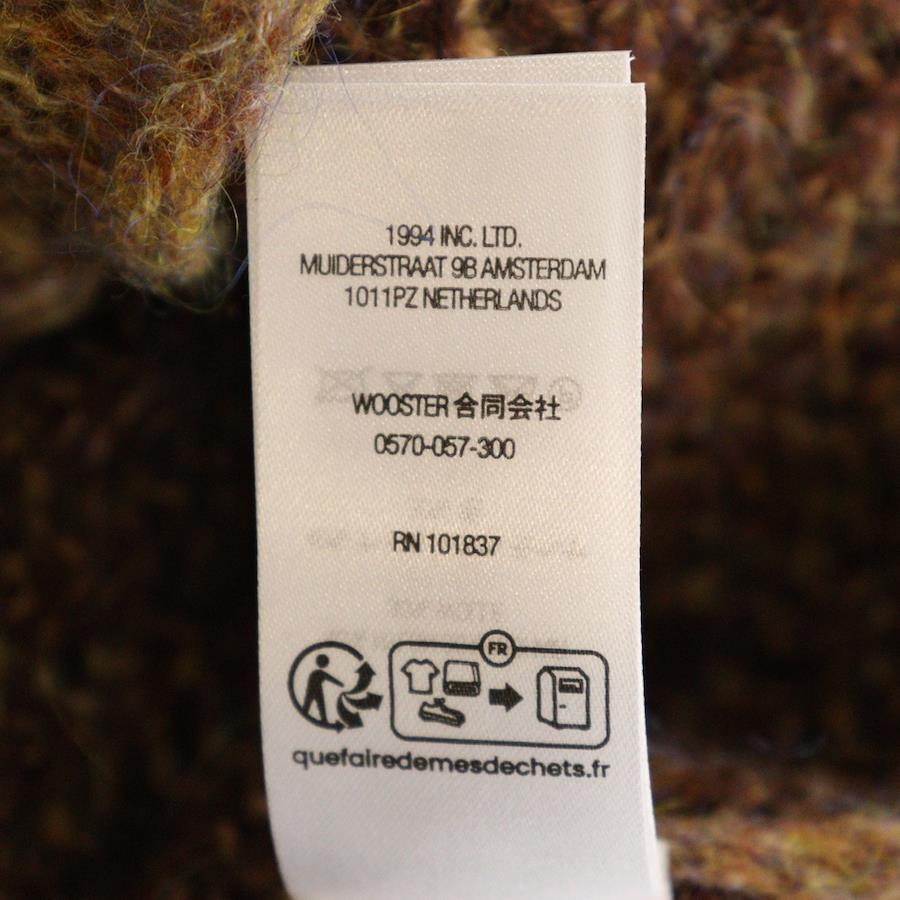 1994 INC. LTD.
MUIDERSTRAAT 9B AMSTERDAM
1011PZ NETHERLANDS
WOOSTER 合同会社
0570-057-300
RN 101837
FR
quefairedemesdechets.fr